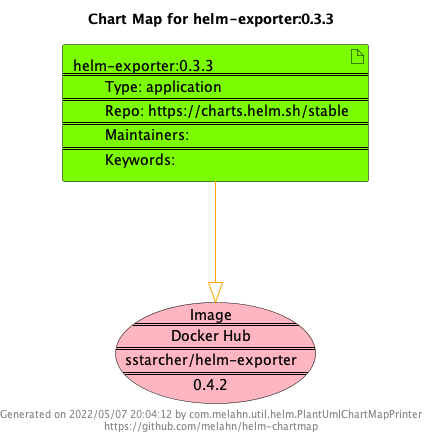 Chart Map for helm-exporter:0.3.3
helm-exporter:0.3.3
Type: application
Repo: https://charts.helm.sh/stable
Maintainers:
Keywords:
Image
Docker Hub
sstarcher/helm-exporter
0.4.2
Generated on 2022/05/07 20:04:12 by com.melahn.util.helm.PlantUmlChartMapPrinter
https://github.com/melahn/helm-chartmap